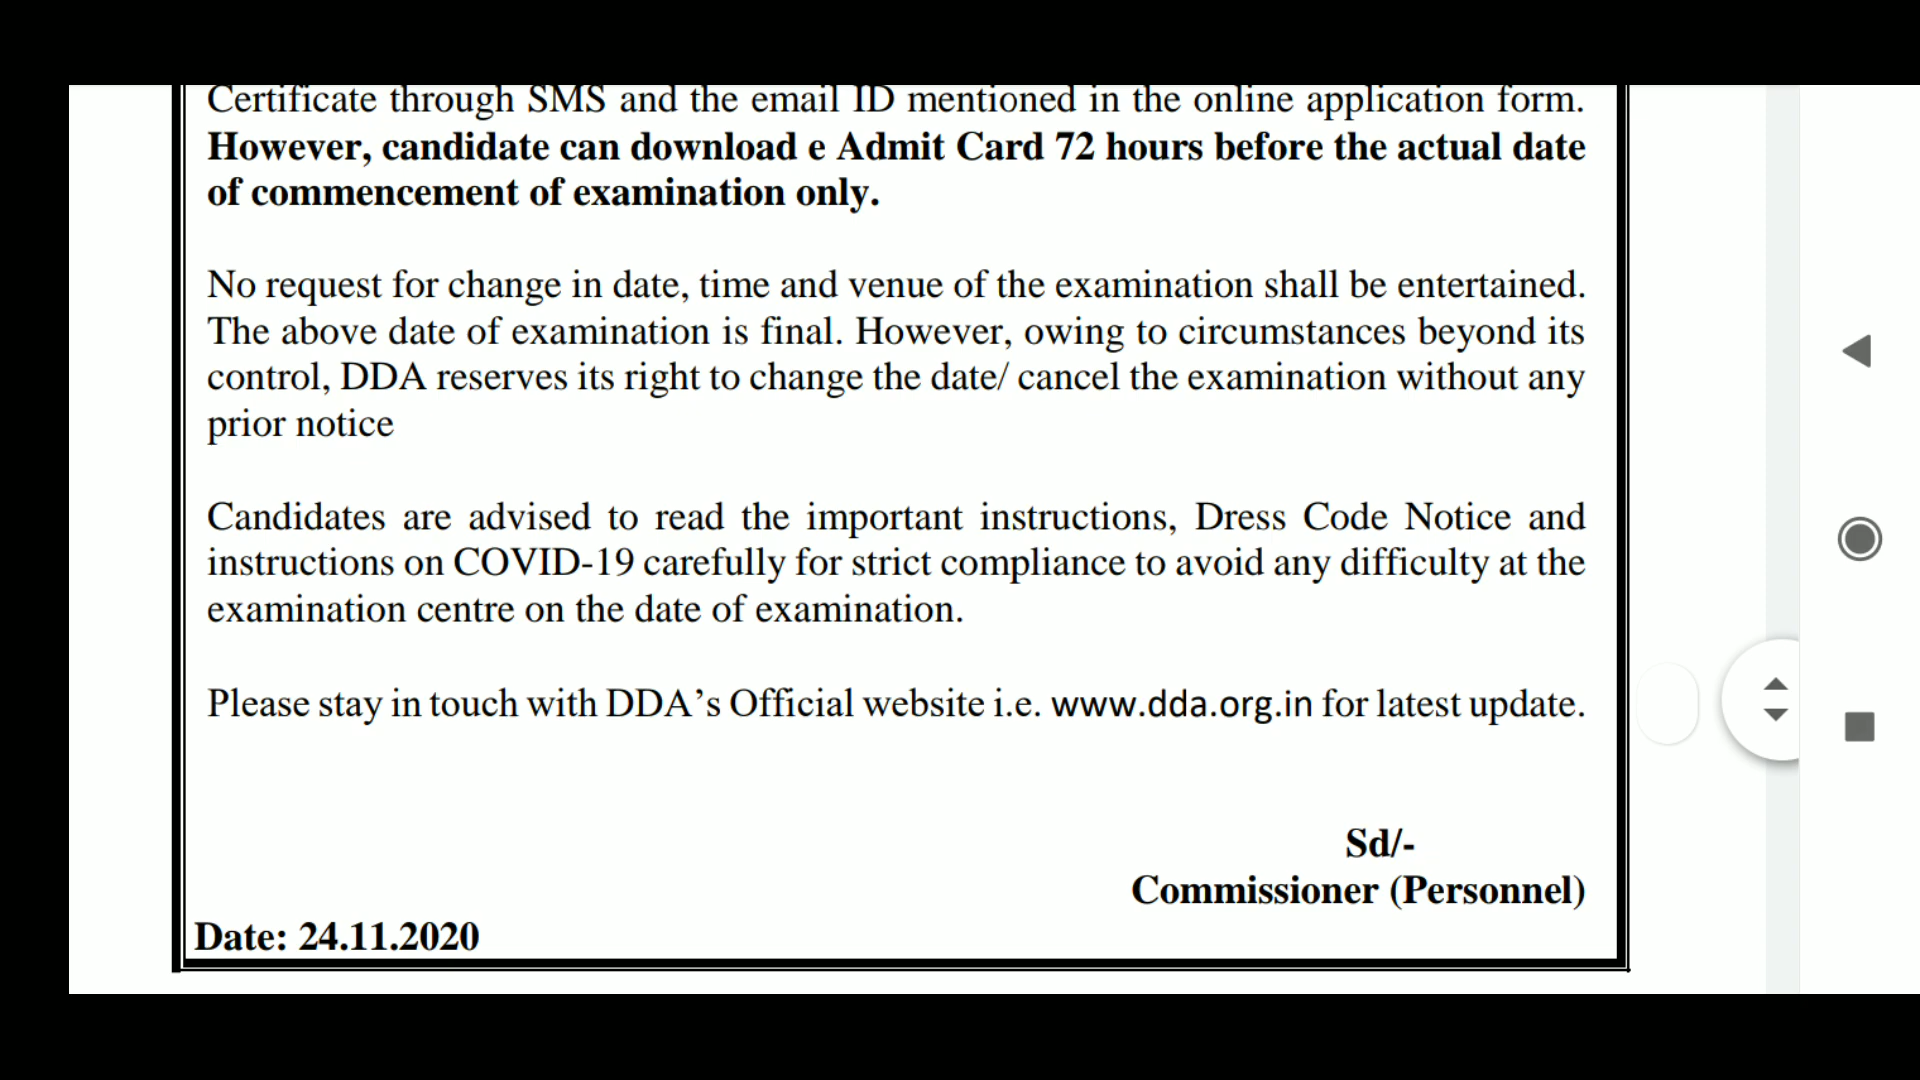 Certificate through SMS and the email ID mentioned in the online application form.
However, candidate can download e Admit Card 72 hours before the actual date
of commencement of examination only.
No request for change in date, time and venue of the examination shall be entertained.
The above date of examination is final. However, owing to circumstances beyond its
control, DDA reserves its right to change the date/ cancel the examination without any
prior notice
Candidates are advised to read the important instructions, Dress Code Notice and
instructions on COVID-19 carefully for strict compliance to avoid any difficulty at the
examination centre on the date of examination.
Please stay in touch with DDA’s Official website i.e. www.dda.org.in for latest update.
Sd/-
Commissioner (Personnel)
Date: 24.11.2020